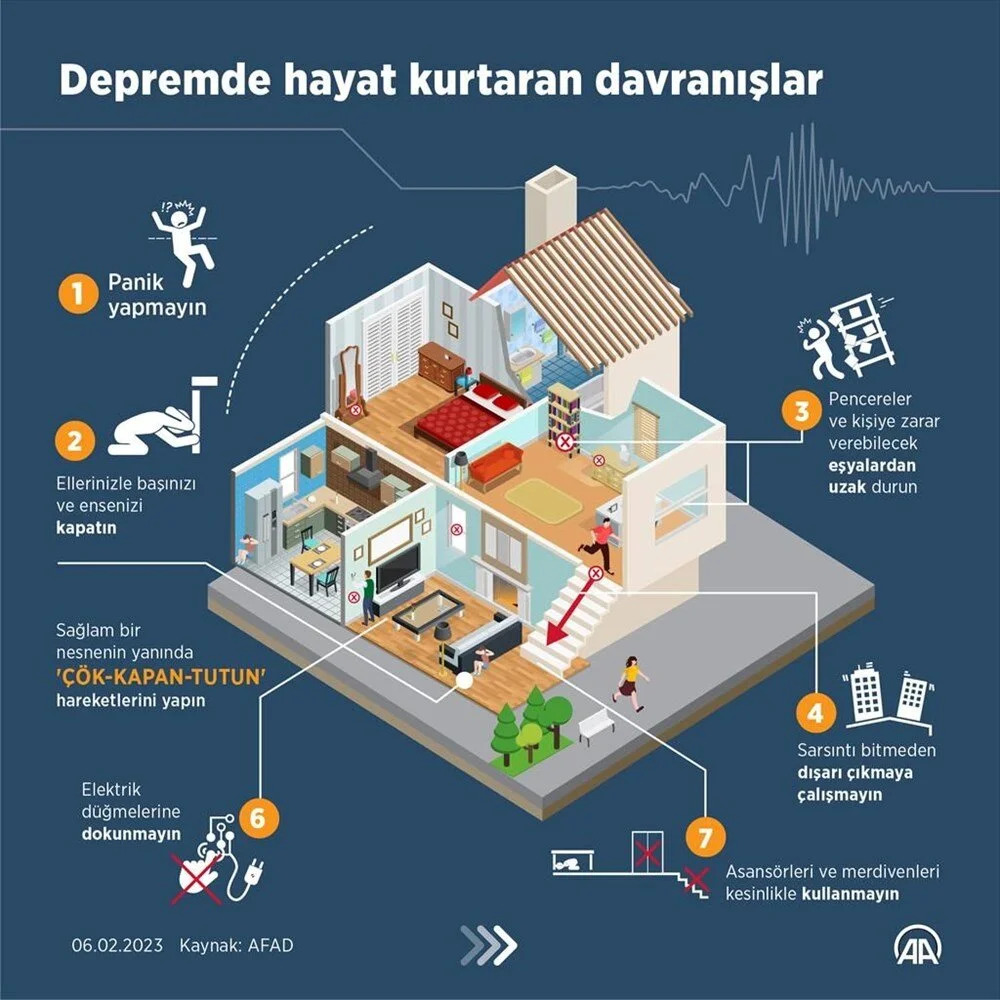 Depremde hayat kurtaran davranışlar
!?
1
Panik
yapmayın
2
Ellerinizle başınızı
ve ensenizi
kapatın
3
Pencereler
ve kişiye zarar
verebilecek
eşyalardan
uzak durun
Sağlam bir
nesnenin yanında
'ÇÖK-KAPAN-TUTUN'
hareketlerini yapın
4
Sarsıntı bitmeden
dışarı çıkmaya
çalışmayın
Elektrik
düğmelerine
dokunmayın
6
7
Asansörleri ve merdivenleri
kesinlikle kullanmayın
06.02.2023 Kaynak: AFAD
AA